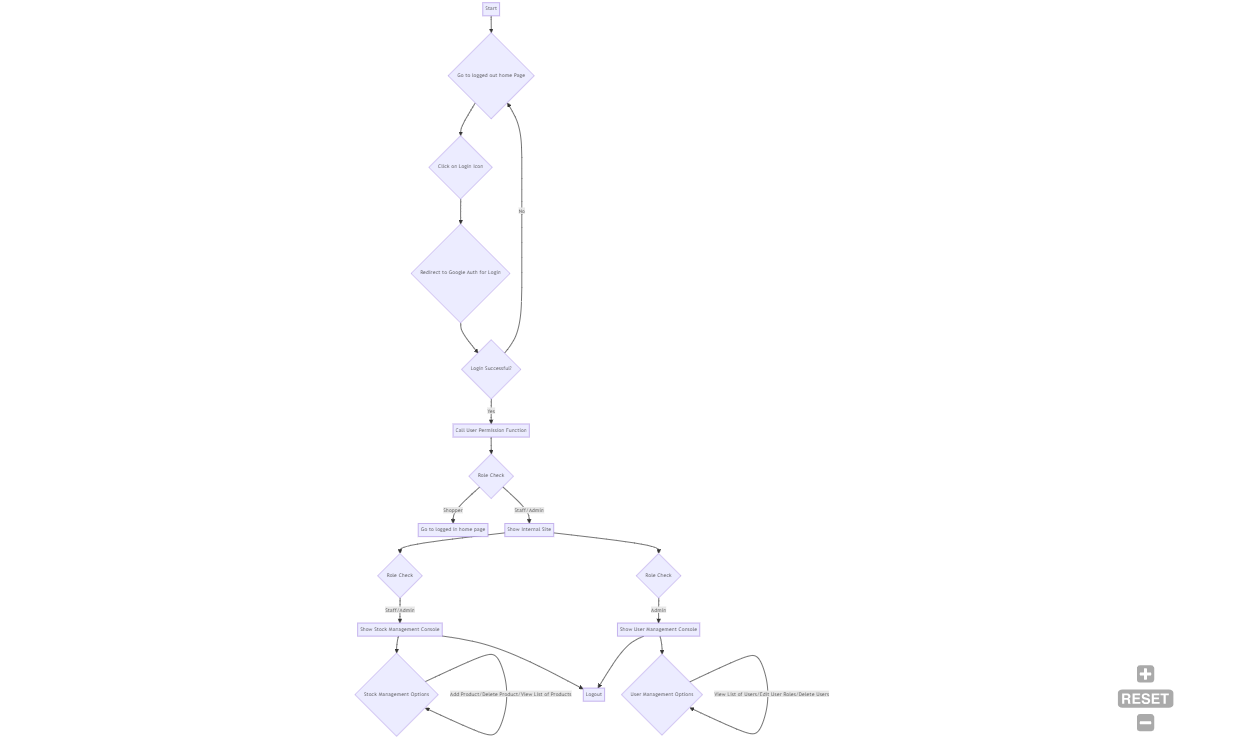 Start
Go to logged out home Page
Click on Login Icon
Redirect to Google Auth for Login
No
Login Successful?
Yes
Call User Permission Function
Role Check
Shopper
Staff/Admin
Go to logged in home page
Show Internal Site
Role Check
Role Check
Staff/Admin
Admin
Show Stock Management Console
Show User Management Console
Stock Management Options
Add Product/Delete Product/View List of Products
Logout
User Management Options
View List of Users/Edit User Roles/Delete Users
RESET